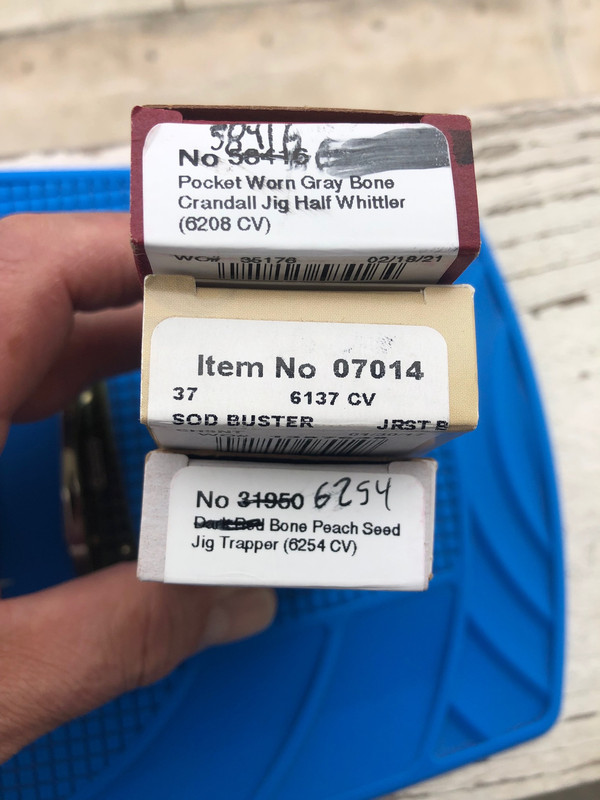 58416
No 58416
Pocket Worn Gray Bone
Crandall Jig Half Whittler
(6208 CV)
WO# 35176 02/18/21
Item No 07014
37 6137 CV
SOD BUSTER JRST B
No 31950 6254
Dark Red Bone Peach Seed
Jig Trapper (6254 CV)